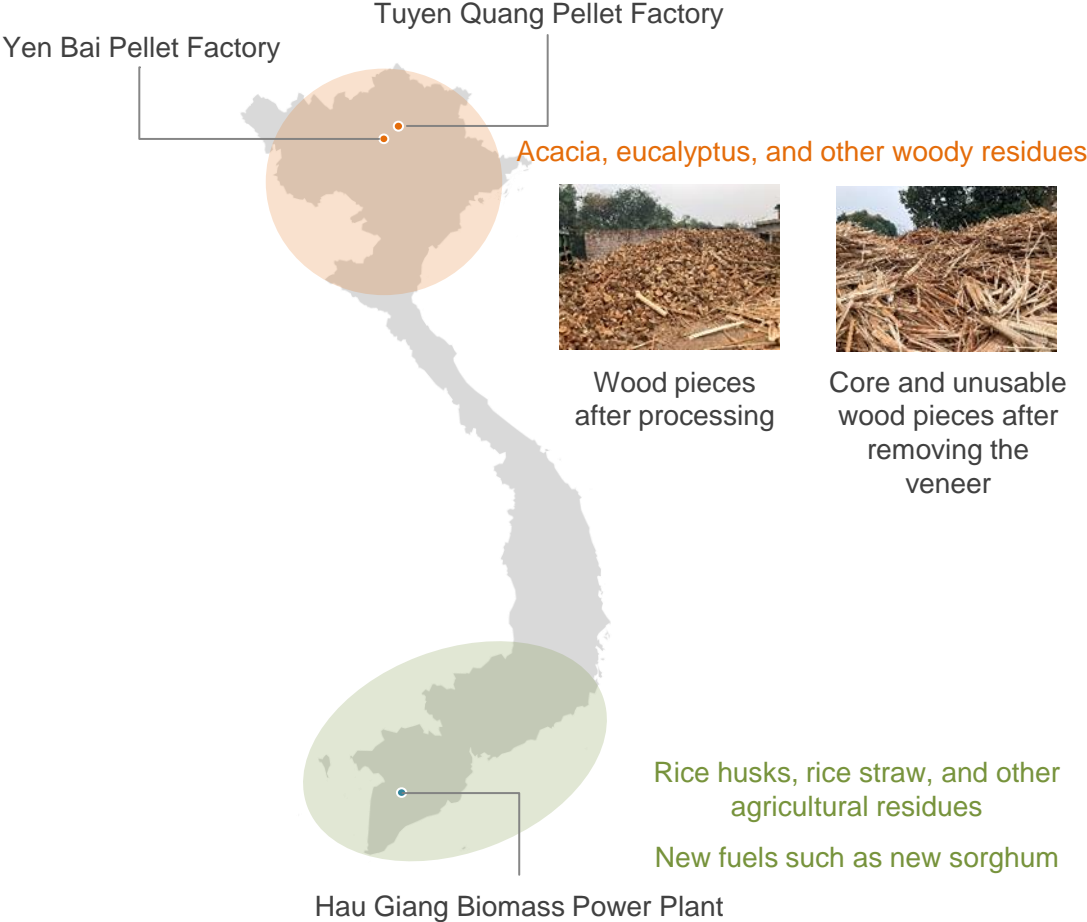 Tuyen Quang Pellet Factory
Yen Bai Pellet Factory
Acacia, eucalyptus, and other woody residues
Wood pieces
after processing
Core and unusable
wood pieces after
removing the
veneer
Rice husks, rice straw, and other
agricultural residues
New fuels such as new sorghum
Hau Giang Biomass Power Plant